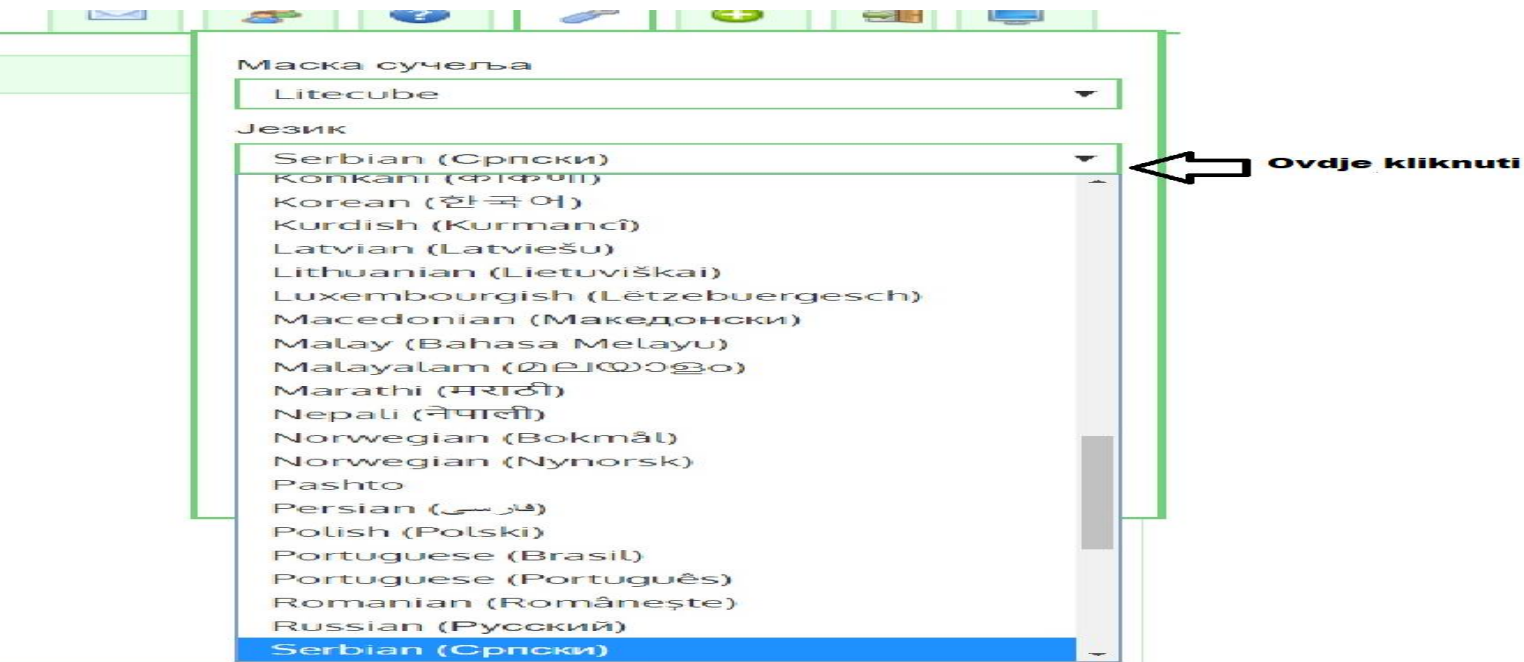 Маска сучеља
Litecube
Језик
Serbian (Српски)
Ovdje kliknuti
Konkani
Korean (한국어)
Kurdish (Kurmancî)
Latvian (Latviešu)
Lithuanian (Lietuviškai)
Luxembourgish (Lëtzebuergesch)
Macedonian (Македонски)
Malay (Bahasa Melayu)
Malayalam (മലയാളം)
Marathi (मराठी)
Nepali (नेपाली)
Norwegian (Bokmål)
Norwegian (Nynorsk)
Pashto
Persian (فارسی)
Polish (Polski)
Portuguese (Brasil)
Portuguese (Português)
Romanian (Româneşte)
Russian (Русский)
Serbian (Српски)